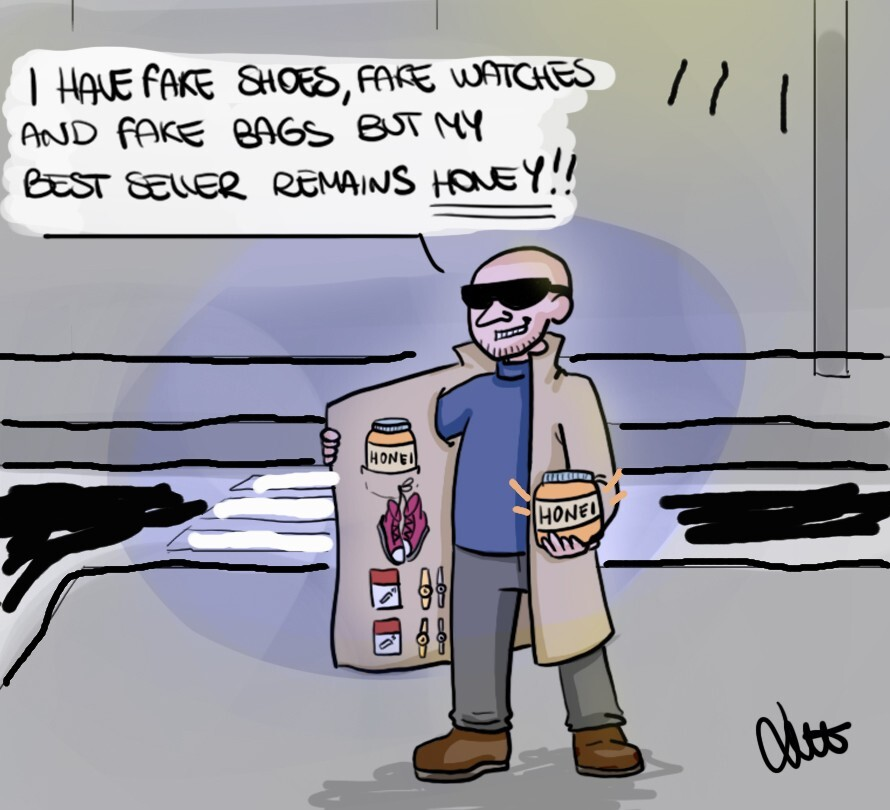 I HAVE FAKE SHOES, FAKE WATCHES
AND FAKE BAGS BUT MY
BEST SELLER REMAINS HONEY!!
HONEI
HONEI